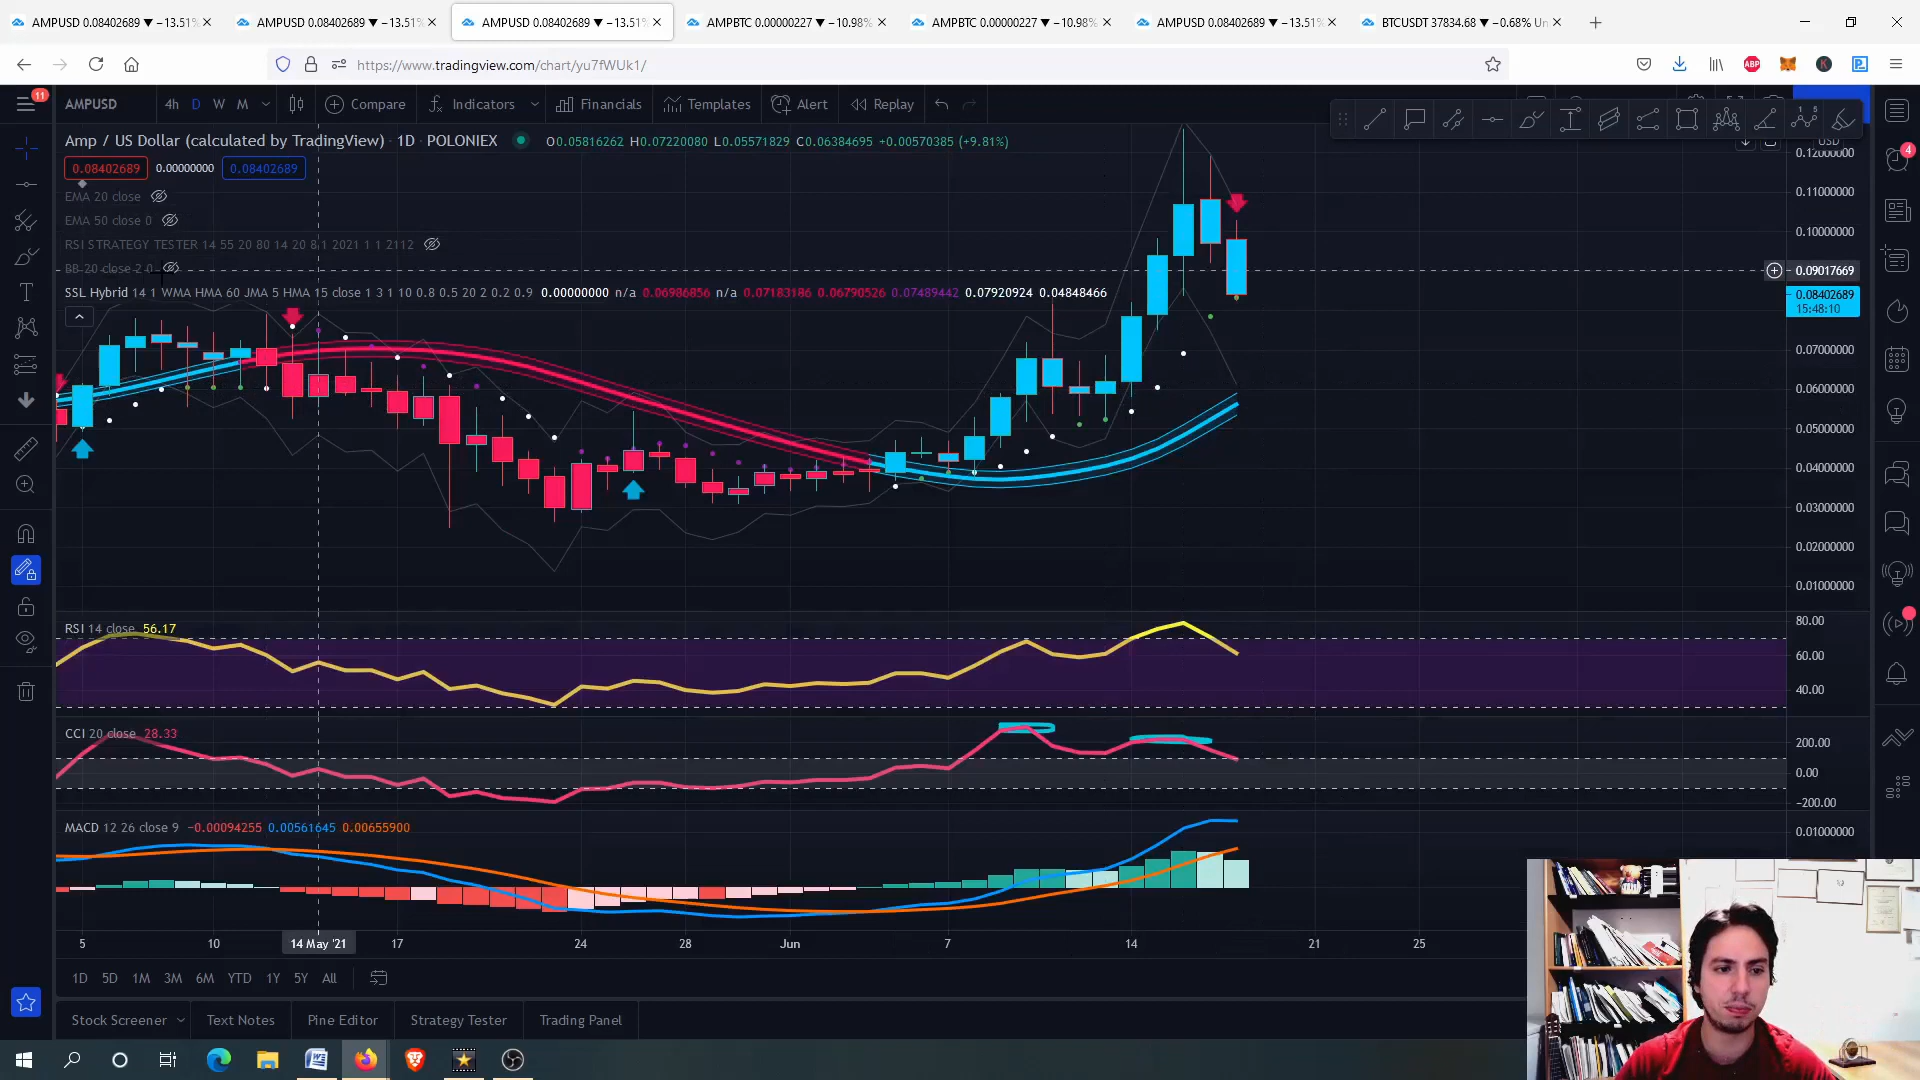 AMPUSD 0.08402689 ▼ −13.51%
AMPUSD 0.08402689 ▼ −13.51%
AMPUSD 0.08402689 ▼ −13.51%
AMPBTC 0.00000227 ▼ −10.98%
AMPBTC 0.00000227 ▼ −10.98%
AMPUSD 0.08402689 ▼ −13.51%
BTCUSDT 37834.68 ▼ −0.68% Un
https://www.tradingview.com/chart/yu7fWUk1/
ABP
K
11
AMPUSD
4h D W M
Compare
Indicators
Financials
Templates
Alert
Replay
Amp / US Dollar (calculated by TradingView) · 1D · POLONIEX
O0.05816262 H0.07220080 L0.05571829 C0.06384695 +0.00570385 (+9.81%)
0.08402689 0.00000000 0.08402689
EMA 20 close
EMA 50 close 0
RSI STRATEGY TESTER 14 55 20 80 14 20 8 1 2021 1 1 2112
BB 20 close 2 0
SSL Hybrid 14 1 WMA HMA 60 JMA 5 HMA 15 close 1 3 1 10 0.8 0.5 20 2 0.2 0.9 0.00000000 n/a 0.06986856 n/a 0.07183186 0.06790526 0.07489442 0.07920924 0.04848466
USD
0.12000000
0.11000000
0.10000000
0.09017669
0.08402689
15:48:10
0.07000000
0.06000000
0.05000000
0.04000000
0.03000000
0.02000000
0.01000000
4
RSI 14 close 56.17
80.00
60.00
40.00
CCI 20 close 28.33
200.00
0.00
−200.00
MACD 12 26 close 9 −0.00094255 0.00561645 0.00655900
0.01000000
5 10 14 May '21 17 24 28 Jun 7 14 21 25
1D 5D 1M 3M 6M YTD 1Y 5Y All
Stock Screener
Text Notes
Pine Editor
Strategy Tester
Trading Panel